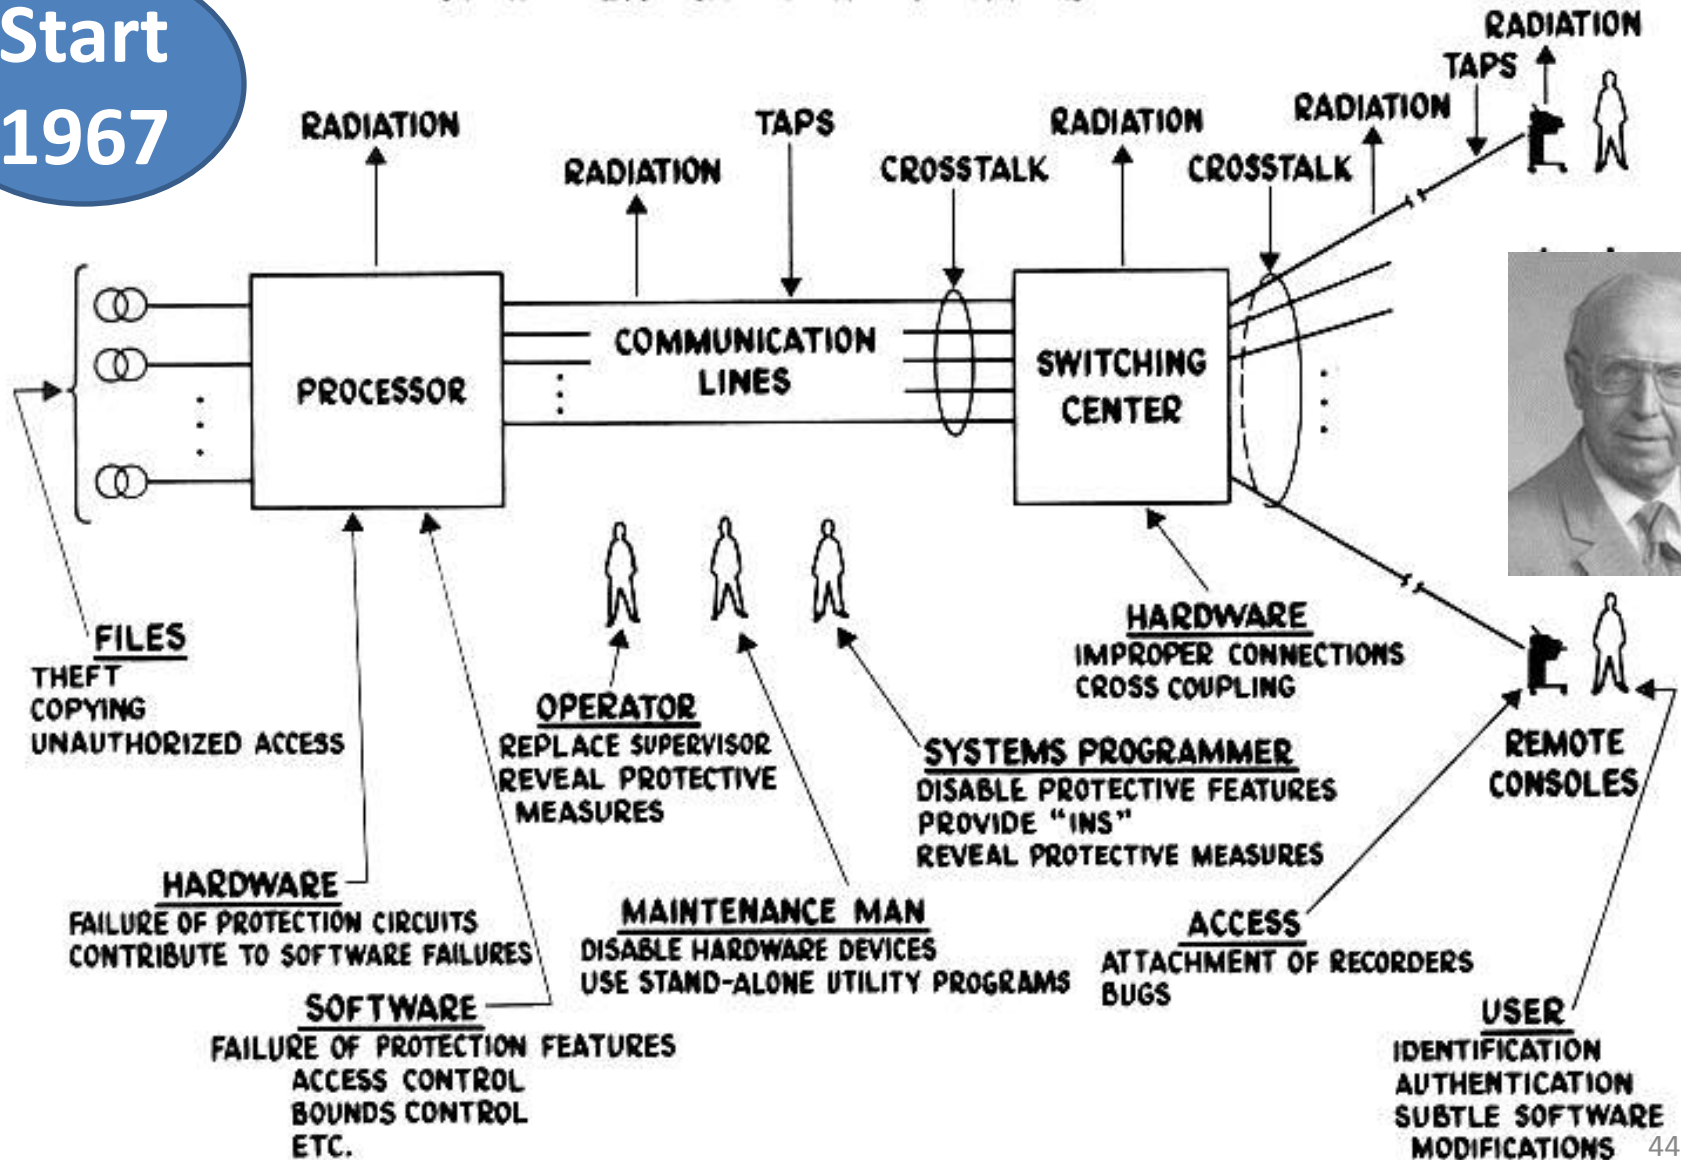 Start
1967
RADIATION
TAPS
RADIATION
RADIATION
TAPS
RADIATION
RADIATION
CROSSTALK
CROSSTALK
PROCESSOR
COMMUNICATION
LINES
SWITCHING
CENTER
FILES
THEFT
COPYING
UNAUTHORIZED ACCESS
OPERATOR
REPLACE SUPERVISOR
REVEAL PROTECTIVE
MEASURES
HARDWARE
IMPROPER CONNECTIONS
CROSS COUPLING
SYSTEMS PROGRAMMER
DISABLE PROTECTIVE FEATURES
PROVIDE "INS"
REVEAL PROTECTIVE MEASURES
REMOTE
CONSOLES
HARDWARE
FAILURE OF PROTECTION CIRCUITS
CONTRIBUTE TO SOFTWARE FAILURES
MAINTENANCE MAN
DISABLE HARDWARE DEVICES
USE STAND-ALONE UTILITY PROGRAMS
ACCESS
ATTACHMENT OF RECORDERS
BUGS
SOFTWARE
FAILURE OF PROTECTION FEATURES
ACCESS CONTROL
BOUNDS CONTROL
ETC.
USER
IDENTIFICATION
AUTHENTICATION
SUBTLE SOFTWARE
MODIFICATIONS
44